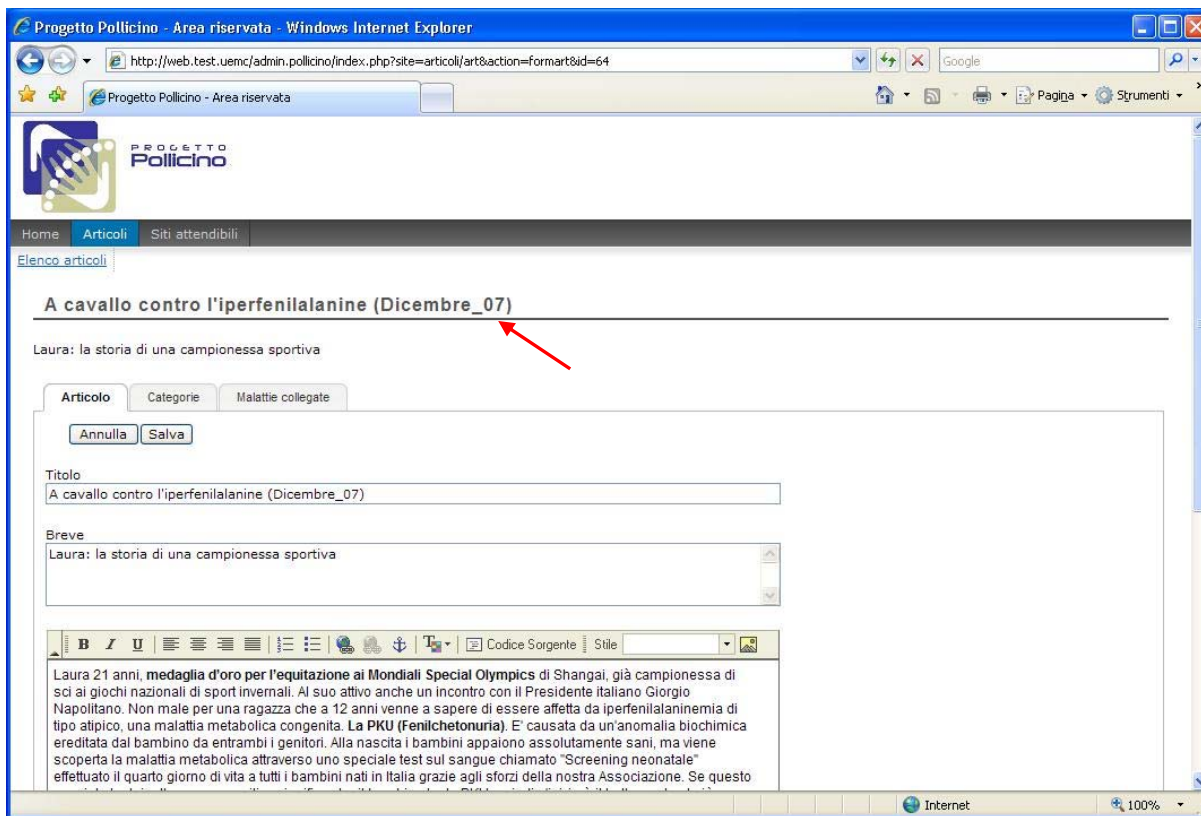 Progetto Pollicino - Area riservata - Windows Internet Explorer
http://web.test.uemc/admin.pollicino/index.php?site=articoli/art&action=formart&id=64
Google
Progetto Pollicino - Area riservata
Pagina
Strumenti
PROGETTO
Pollicino
Home Articoli Siti attendibili
Elenco articoli
A cavallo contro l'iperfenilalanine (Dicembre_07)
Laura: la storia di una campionessa sportiva
Articolo Categorie Malattie collegate
Annulla Salva
Titolo
A cavallo contro l'iperfenilalanine (Dicembre_07)
Breve
Laura: la storia di una campionessa sportiva
B I U Codice Sorgente Stile
Laura 21 anni, medaglia d'oro per l'equitazione ai Mondiali Special Olympics di Shangai, già campionessa di
sci ai giochi nazionali di sport invernali. Al suo attivo anche un incontro con il Presidente italiano Giorgio
Napolitano. Non male per una ragazza che a 12 anni venne a sapere di essere affetta da iperfenilalaninemia di
tipo atipico, una malattia metabolica congenita. La PKU (Fenilchetonuria). E' causata da un'anomalia biochimica
ereditata dal bambino da entrambi i genitori. Alla nascita i bambini appaiono assolutamente sani, ma viene
scoperta la malattia metabolica attraverso uno speciale test sul sangue chiamato "Screening neonatale"
effettuato il quarto giorno di vita a tutti i bambini nati in Italia grazie agli sforzi della nostra Associazione. Se questo
Internet
100%